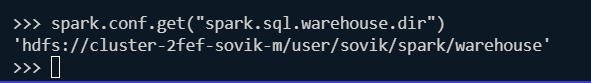 >>> spark.conf.get("spark.sql.warehouse.dir")
'hdfs://cluster-2fef-sovik-m/user/sovik/spark/warehouse'
>>>